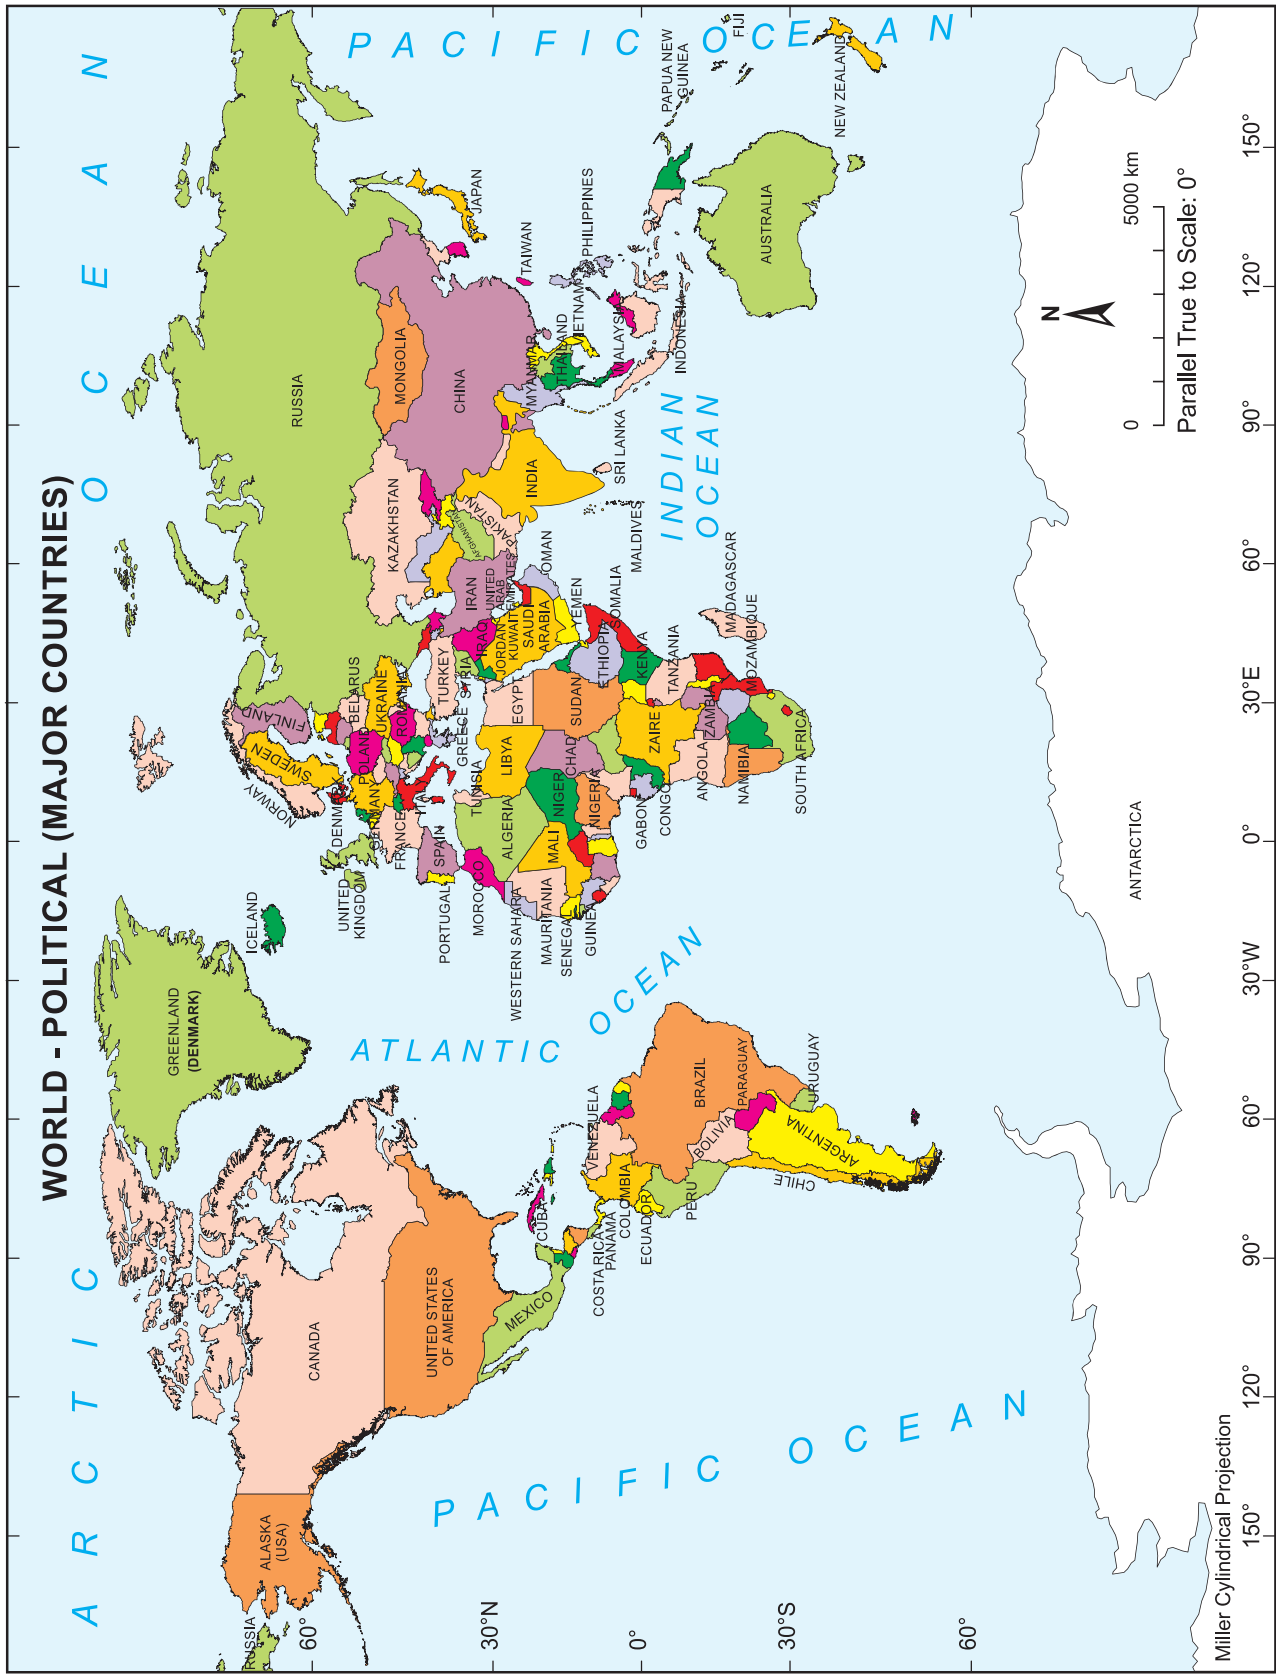 WORLD - POLITICAL (MAJOR COUNTRIES)
ARCTIC OCEAN
RUSSIA
ALASKA
(USA)
CANADA
GREENLAND
(DENMARK)
ICELAND
UNITED STATES
OF AMERICA
MEXICO
CUBA
COSTA RICA
PANAMA
VENEZUELA
COLOMBIA
ECUADOR
PERU
BRAZIL
BOLIVIA
PARAGUAY
URUGUAY
ARGENTINA
CHILE
PACIFIC OCEAN
ATLANTIC
OCEAN
NORWAY
SWEDEN
FINLAND
DENMARK
UNITED
KINGDOM
GERMANY
POLAND
BELARUS
UKRAINE
ROMANIA
FRANCE
SPAIN
PORTUGAL
ITALY
GREECE
TURKEY
SYRIA
IRAQ
IRAN
JORDAN
KUWAIT
SAUDI
ARABIA
UNITED
ARAB
EMIRATES
OMAN
YEMEN
MOROCCO
WESTERN SAHARA
MAURITANIA
SENEGAL
GUINEA
MALI
ALGERIA
TUNISIA
LIBYA
EGYPT
NIGER
NIGERIA
CHAD
SUDAN
ETHIOPIA
SOMALIA
KENYA
TANZANIA
ZAIRE
GABON
CONGO
ANGOLA
ZAMBIA
NAMIBIA
MOZAMBIQUE
MADAGASCAR
SOUTH AFRICA
RUSSIA
KAZAKHSTAN
MONGOLIA
CHINA
AFGHANISTAN
PAKISTAN
INDIA
SRI LANKA
MALDIVES
MYANMAR
THAILAND
VIETNAM
MALAYSIA
INDONESIA
PHILIPPINES
TAIWAN
JAPAN
PAPUA NEW
GUINEA
AUSTRALIA
NEW ZEALAND
FIJI
PACIFIC OCEAN
INDIAN
OCEAN
ANTARCTICA
60°
30°N
0°
30°S
60°
150°
120°
90°
60°
30°W
0°
30°E
60°
90°
120°
150°
N
0
5000 km
Parallel True to Scale: 0°
Miller Cylindrical Projection